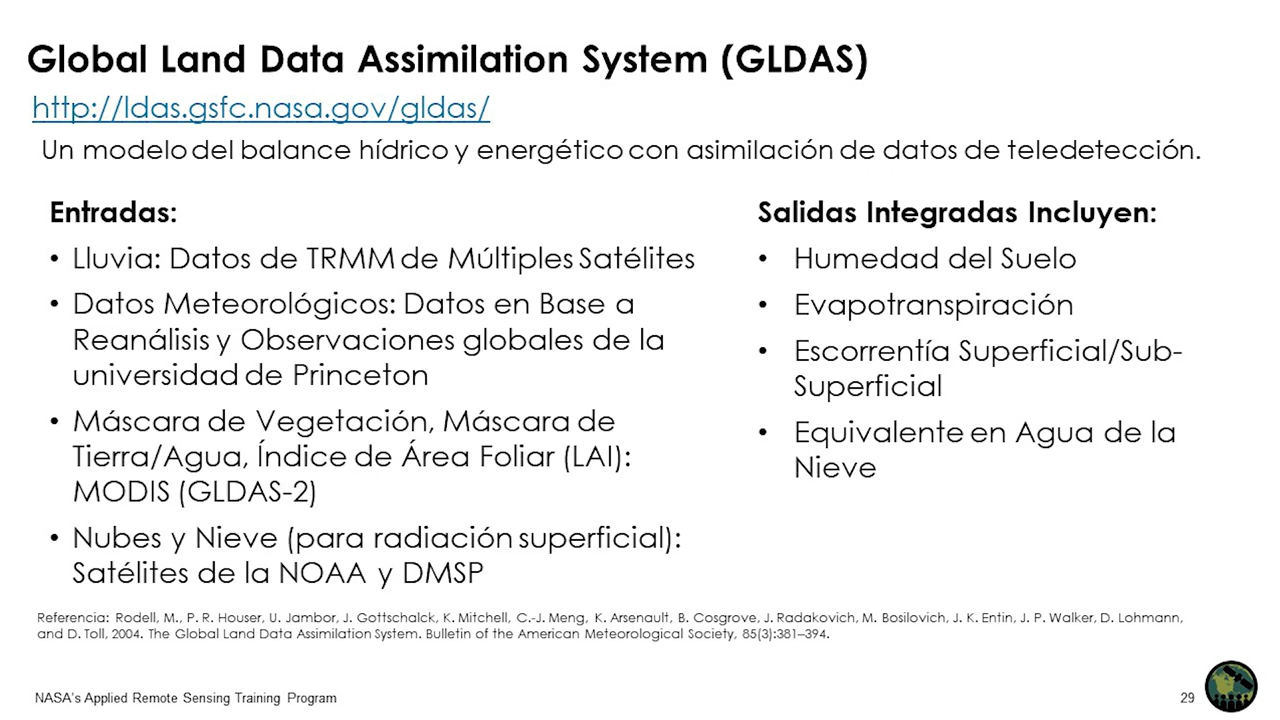 Global Land Data Assimilation System (GLDAS)
http://ldas.gsfc.nasa.gov/gldas/
Un modelo del balance hídrico y energético con asimilación de datos de teledetección.
Entradas:
• Lluvia: Datos de TRMM de Múltiples Satélites
• Datos Meteorológicos: Datos en Base a
Reanálisis y Observaciones globales de la
universidad de Princeton
• Máscara de Vegetación, Máscara de
Tierra/Agua, Índice de Área Foliar (LAI):
MODIS (GLDAS-2)
• Nubes y Nieve (para radiación superficial):
Satélites de la NOAA y DMSP
Salidas Integradas Incluyen:
• Humedad del Suelo
• Evapotranspiración
• Escorrentía Superficial/Sub-
Superficial
• Equivalente en Agua de la
Nieve
Referencia: Rodell, M., P. R. Houser, U. Jambor, J. Gottschalck, K. Mitchell, C.-J. Meng, K. Arsenault, B. Cosgrove, J. Radakovich, M. Bosilovich, J. K. Entin, J. P. Walker, D. Lohmann,
and D. Toll, 2004. The Global Land Data Assimilation System. Bulletin of the American Meteorological Society, 85(3):381–394.
NASA's Applied Remote Sensing Training Program
29